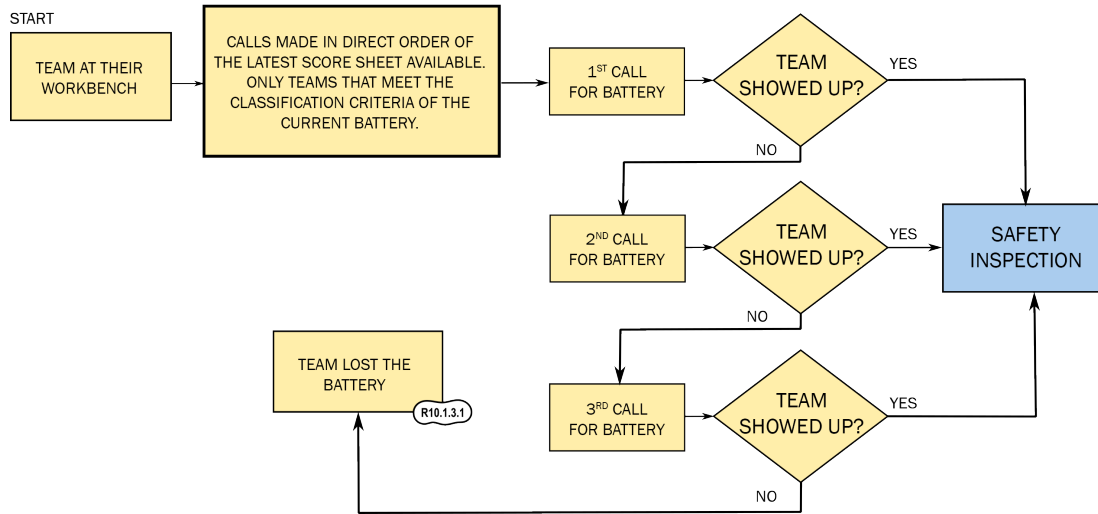 START
TEAM AT THEIR
WORKBENCH
CALLS MADE IN DIRECT ORDER OF
THE LATEST SCORE SHEET AVAILABLE.
ONLY TEAMS THAT MEET THE
CLASSIFICATION CRITERIA OF THE
CURRENT BATTERY.
1ST CALL
FOR BATTERY
TEAM
SHOWED UP?
YES
NO
2ND CALL
FOR BATTERY
TEAM
SHOWED UP?
YES
SAFETY
INSPECTION
NO
TEAM LOST THE
BATTERY
R10.1.3.1
3RD CALL
FOR BATTERY
TEAM
SHOWED UP?
YES
NO